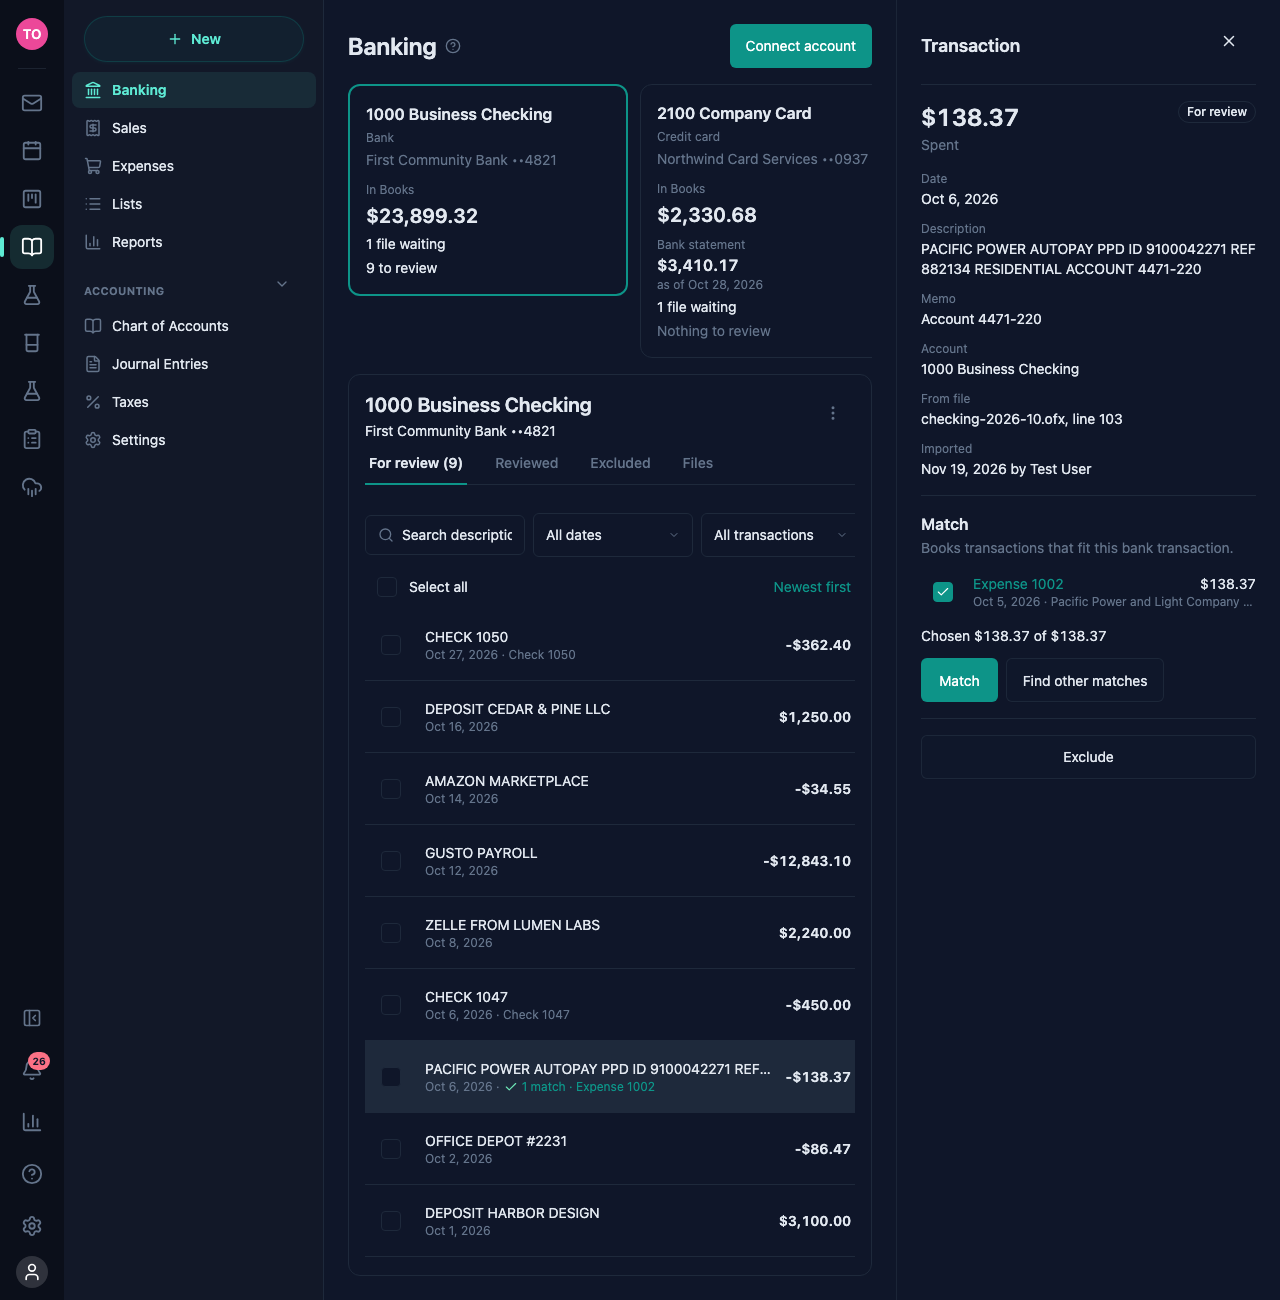 TO
New
Banking
Sales
Expenses
Lists
Reports
ACCOUNTING
Chart of Accounts
Journal Entries
Taxes
Settings
26
Banking
Connect account
1000 Business Checking
Bank
First Community Bank ••4821
In Books
$23,899.32
1 file waiting
9 to review
2100 Company Card
Credit card
Northwind Card Services ••0937
In Books
$2,330.68
Bank statement
$3,410.17
as of Oct 28, 2026
1 file waiting
Nothing to review
1000 Business Checking
First Community Bank ••4821
For review (9)
Reviewed
Excluded
Files
Search descriptic
All dates
All transactions
Select all
Newest first
CHECK 1050
Oct 27, 2026 · Check 1050
-$362.40
DEPOSIT CEDAR & PINE LLC
Oct 16, 2026
$1,250.00
AMAZON MARKETPLACE
Oct 14, 2026
-$34.55
GUSTO PAYROLL
Oct 12, 2026
-$12,843.10
ZELLE FROM LUMEN LABS
Oct 8, 2026
$2,240.00
CHECK 1047
Oct 6, 2026 · Check 1047
-$450.00
PACIFIC POWER AUTOPAY PPD ID 9100042271 REF...
Oct 6, 2026 · 1 match · Expense 1002
-$138.37
OFFICE DEPOT #2231
Oct 2, 2026
-$86.47
DEPOSIT HARBOR DESIGN
Oct 1, 2026
$3,100.00
Transaction
$138.37
For review
Spent
Date
Oct 6, 2026
Description
PACIFIC POWER AUTOPAY PPD ID 9100042271 REF
882134 RESIDENTIAL ACCOUNT 4471-220
Memo
Account 4471-220
Account
1000 Business Checking
From file
checking-2026-10.ofx, line 103
Imported
Nov 19, 2026 by Test User
Match
Books transactions that fit this bank transaction.
Expense 1002
$138.37
Oct 5, 2026 · Pacific Power and Light Company ...
Chosen $138.37 of $138.37
Match
Find other matches
Exclude